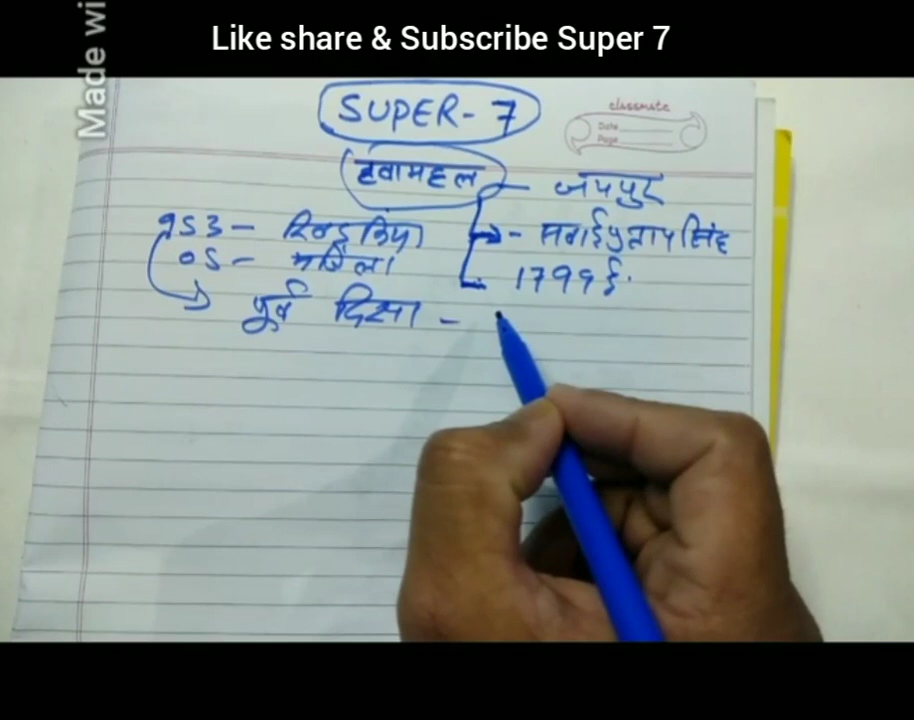 Like share & Subscribe Super 7
Made wi
SUPER-7
classmate
Date
Page
हवामहल - जयपुर
953 - खिड़किया
- सवाईप्रतापसिंह
05 - मंजिला
1799ई.
पूर्व दिसा -